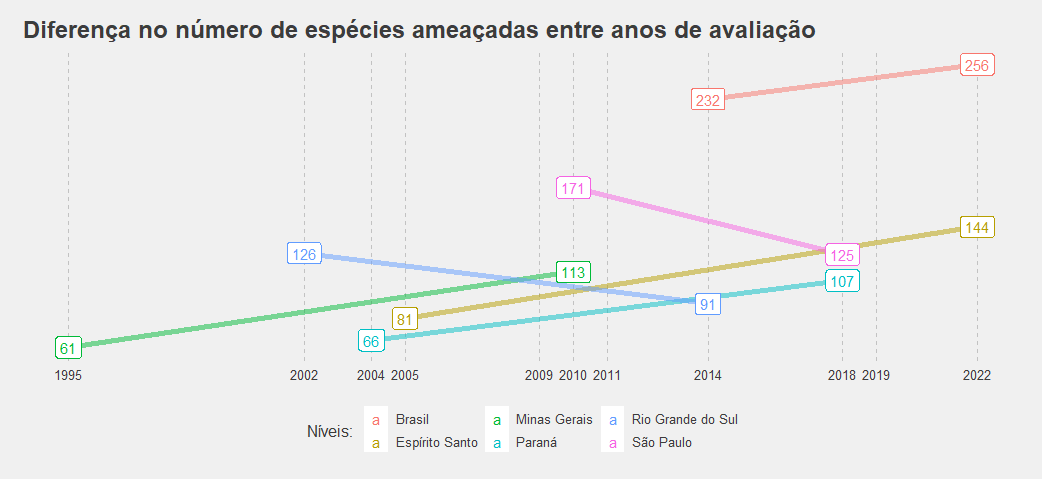 Diferença no número de espécies ameaçadas entre anos de avaliação
256
232
171
144
126
125
113
107
91
81
66
61
1995 2002 2004 2005 2009 2010 2011 2014 2018 2019 2022
Níveis:
a Brasil a Minas Gerais a Rio Grande do Sul
a Espírito Santo a Paraná a São Paulo